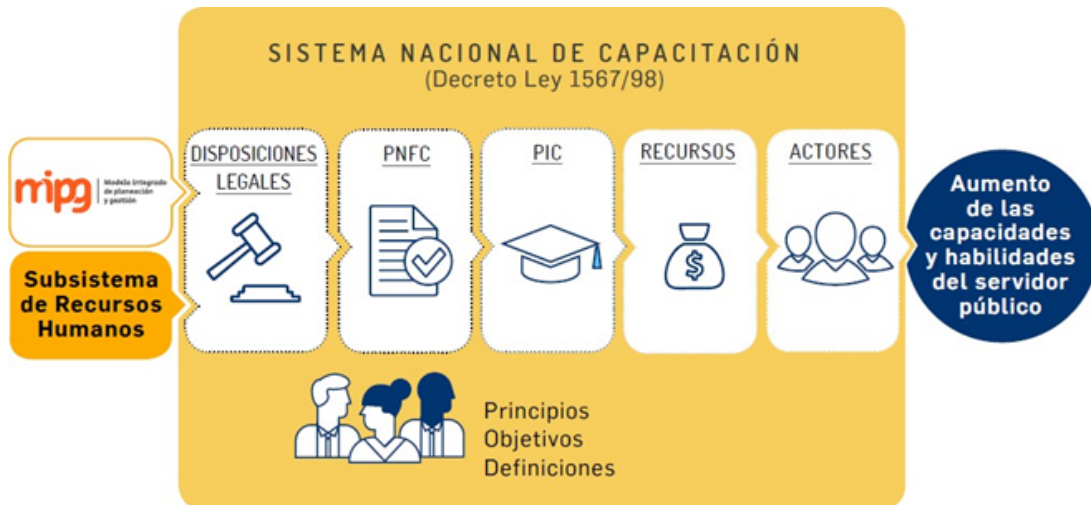 SISTEMA NACIONAL DE CAPACITACIÓN
(Decreto Ley 1567/98)
mipg
Modelo Integrado
de planeación
y gestión
Subsistema
de Recursos
Humanos
DISPOSICIONES
LEGALES
PNFC
PIC
RECURSOS
$
ACTORES
Aumento
de las
capacidades
y habilidades
del servidor
público
Principios
Objetivos
Definiciones